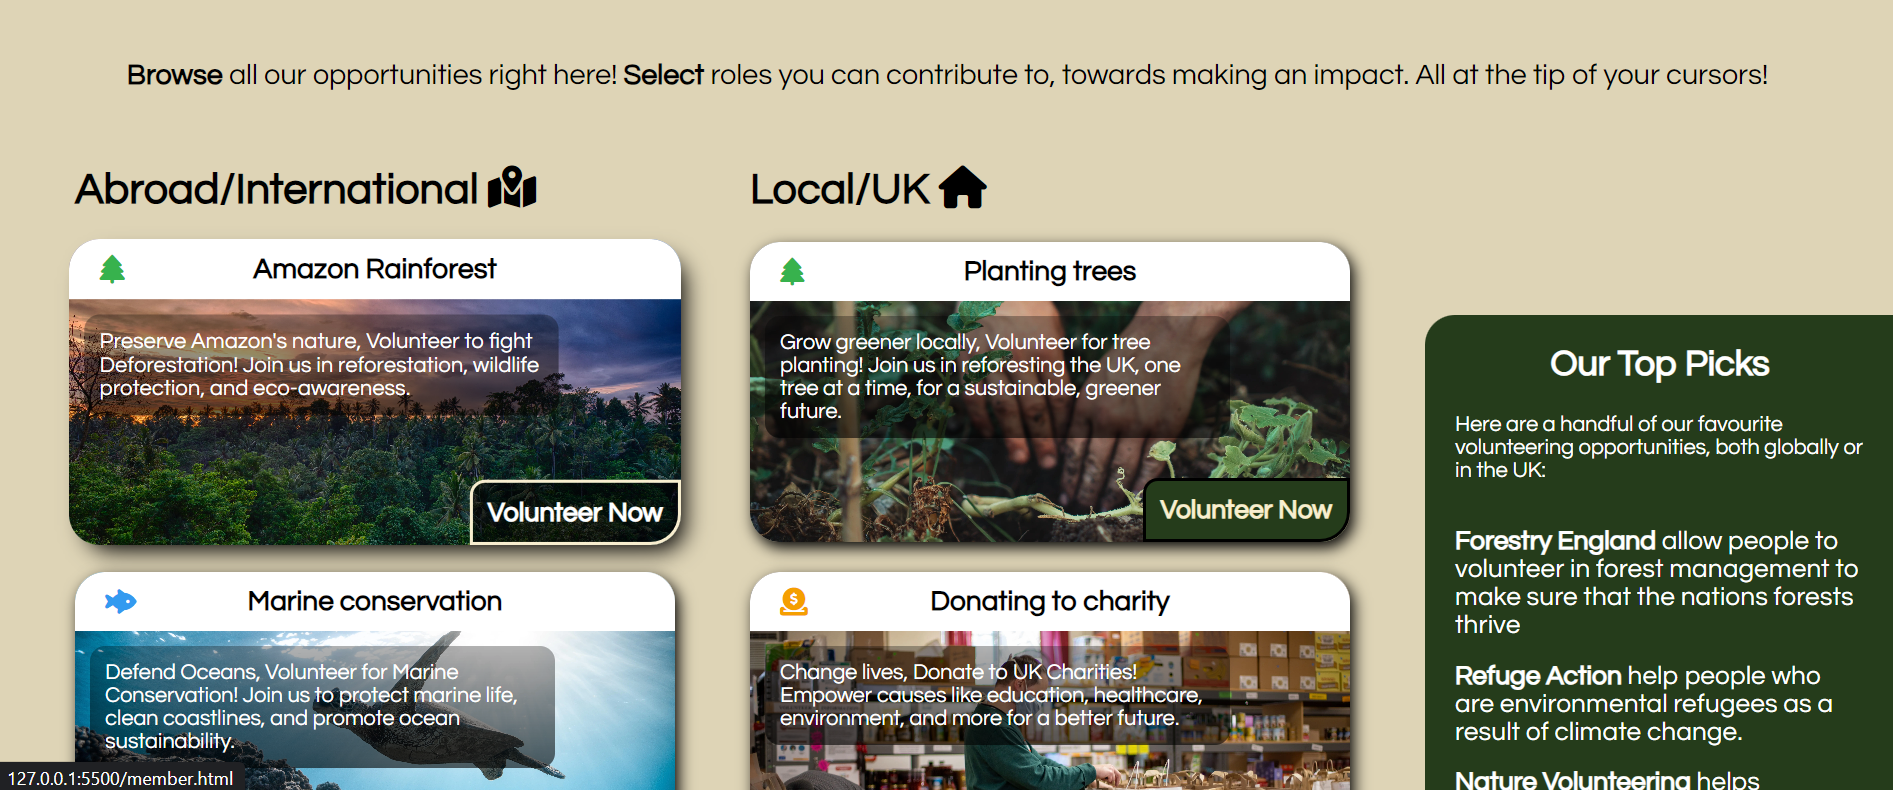 Browse all our opportunities right here! Select roles you can contribute to, towards making an impact. All at the tip of your cursors!
Abroad/International
Amazon Rainforest
Preserve Amazon's nature, Volunteer to fight
Deforestation! Join us in reforestation, wildlife
protection, and eco-awareness.
Volunteer Now
Marine conservation
Defend Oceans, Volunteer for Marine
Conservation! Join us to protect marine life,
clean coastlines, and promote ocean
sustainability.
Local/UK
Planting trees
Grow greener locally, Volunteer for tree
planting! Join us in reforesting the UK, one
tree at a time, for a sustainable, greener
future.
Volunteer Now
Donating to charity
$
Change lives, Donate to UK Charities!
Empower causes like education, healthcare,
environment, and more for a better future.
Our Top Picks
Here are a handful of our favourite
volunteering opportunities, both globally or
in the UK:
Forestry England allow people to
volunteer in forest management to
make sure that the nations forests
thrive
Refuge Action help people who
are environmental refugees as a
result of climate change.
Nature Volunteering helps
127.0.0.1:5500/member.html